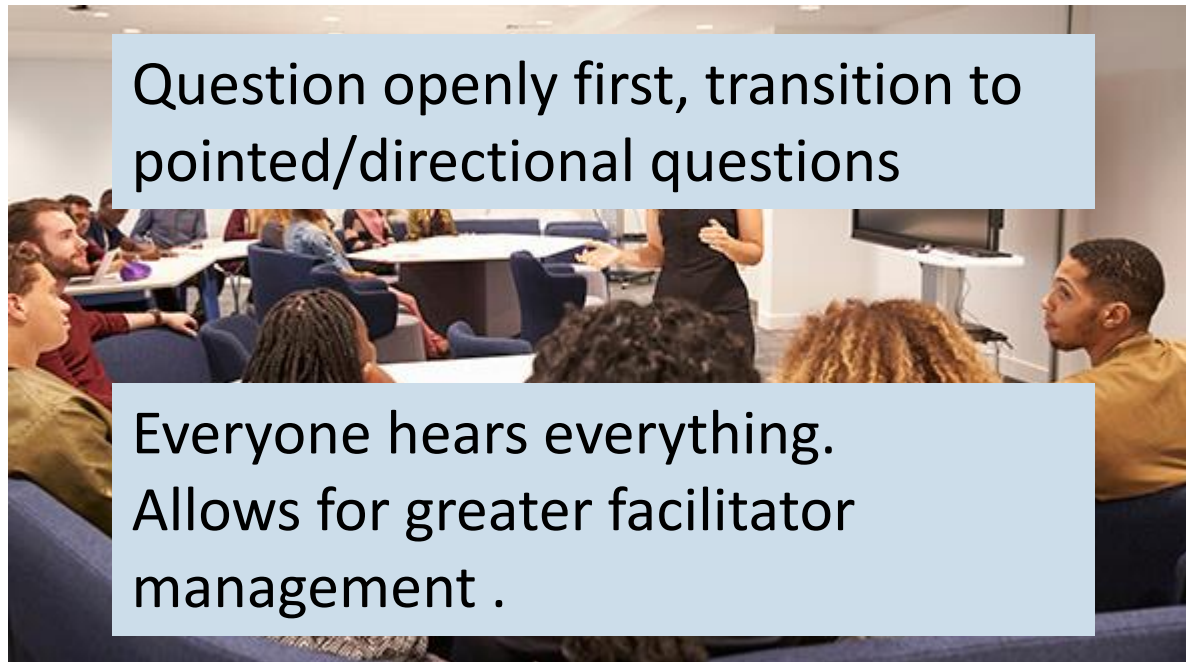 Question openly first, transition to
pointed/directional questions
Everyone hears everything.
Allows for greater facilitator
management .